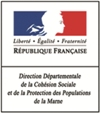 Liberté • Égalité • Fraternité
RÉPUBLIQUE FRANÇAISE
Direction Départementale
de la Cohésion Sociale
et de la Protection des Populations
de la Marne